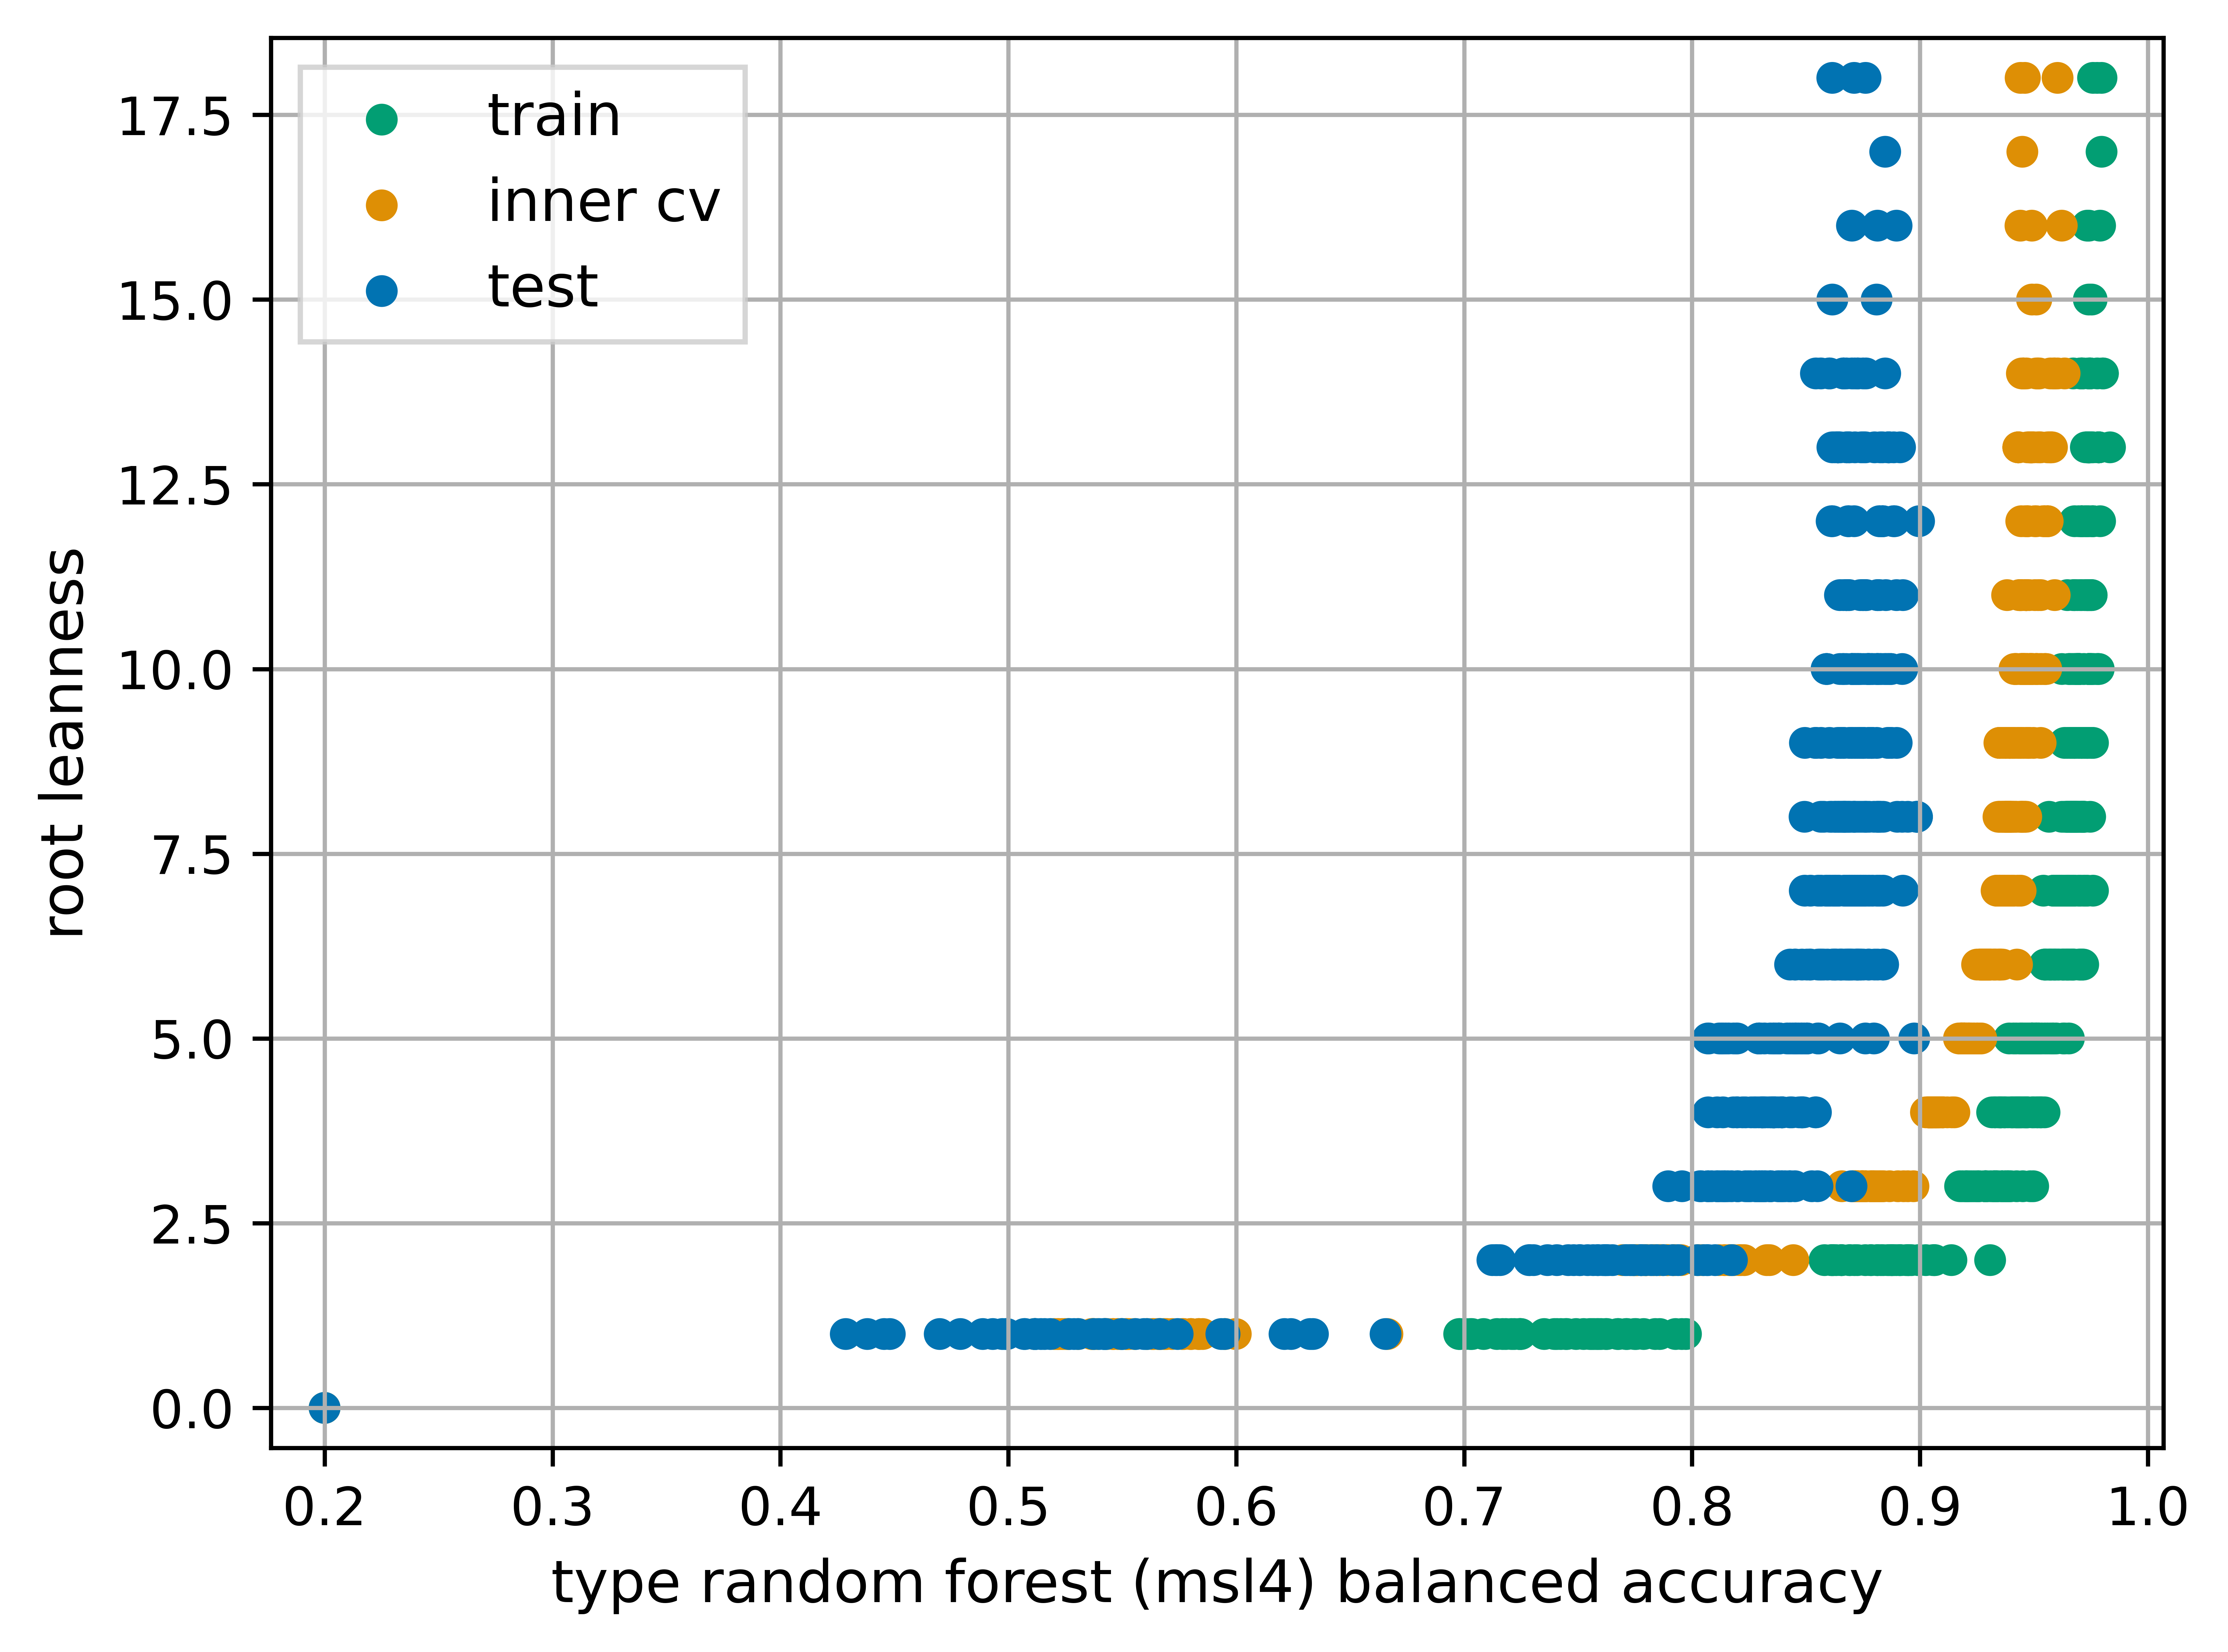 train
inner cv
test
17.5
15.0
12.5
10.0
7.5
5.0
2.5
0.0
root leanness
0.2 0.3 0.4 0.5 0.6 0.7 0.8 0.9 1.0
type random forest (msl4) balanced accuracy